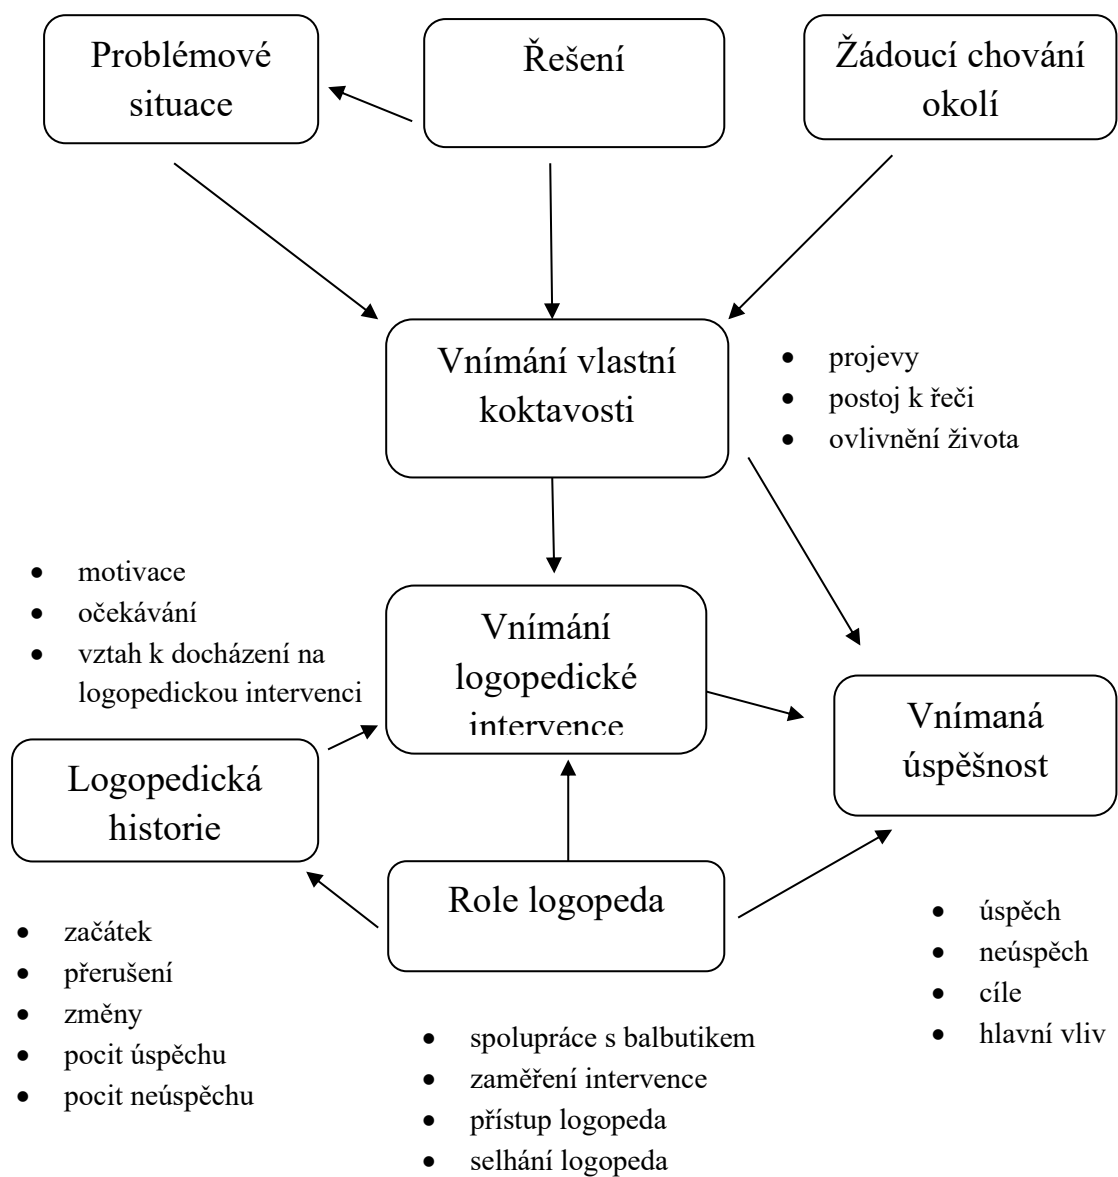 Problémové
situace
Řešení
Žádoucí chování
okolí
Vnímání vlastní
koktavosti
• projevy
• postoj k řeči
• ovlivnění života
• motivace
• očekávání
• vztah k docházení na
logopedickou intervenci
Vnímání
logopedické
intervence
Vnímaná
úspěšnost
Logopedická
historie
Role logopeda
• začátek
• přerušení
• změny
• pocit úspěchu
• pocit neúspěchu
• spolupráce s balbutikem
• zaměření intervence
• přístup logopeda
• selhání logopeda
• úspěch
• neúspěch
• cíle
• hlavní vliv